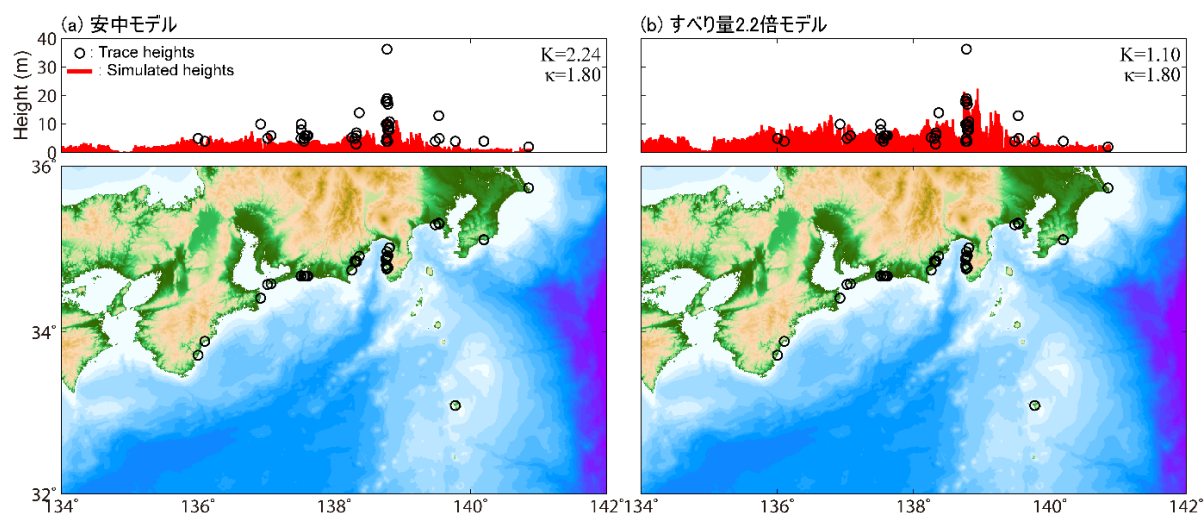 (a) 安中モデル
(b) すべり量2.2倍モデル
Height (m)
40
30
20
10
0
○ : Trace heights
: Simulated heights
K=2.24
κ=1.80
K=1.10
κ=1.80
36˚
34˚
32˚
134˚
136˚
138˚
140˚
142˚
134˚
136˚
138˚
140˚
142˚